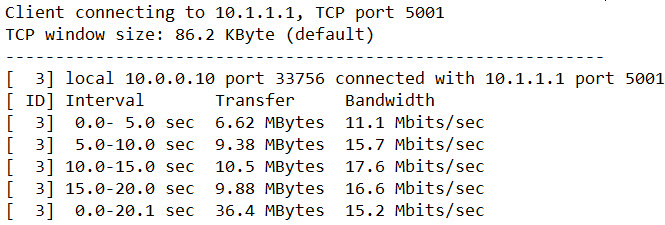 Client connecting to 10.1.1.1, TCP port 5001
TCP window size: 86.2 KByte (default)
------------------------------------------------------------
[  3] local 10.0.0.10 port 33756 connected with 10.1.1.1 port 5001
[ ID] Interval       Transfer     Bandwidth
[  3]  0.0- 5.0 sec  6.62 MBytes  11.1 Mbits/sec
[  3]  5.0-10.0 sec  9.38 MBytes  15.7 Mbits/sec
[  3] 10.0-15.0 sec  10.5 MBytes  17.6 Mbits/sec
[  3] 15.0-20.0 sec  9.88 MBytes  16.6 Mbits/sec
[  3]  0.0-20.1 sec  36.4 MBytes  15.2 Mbits/sec